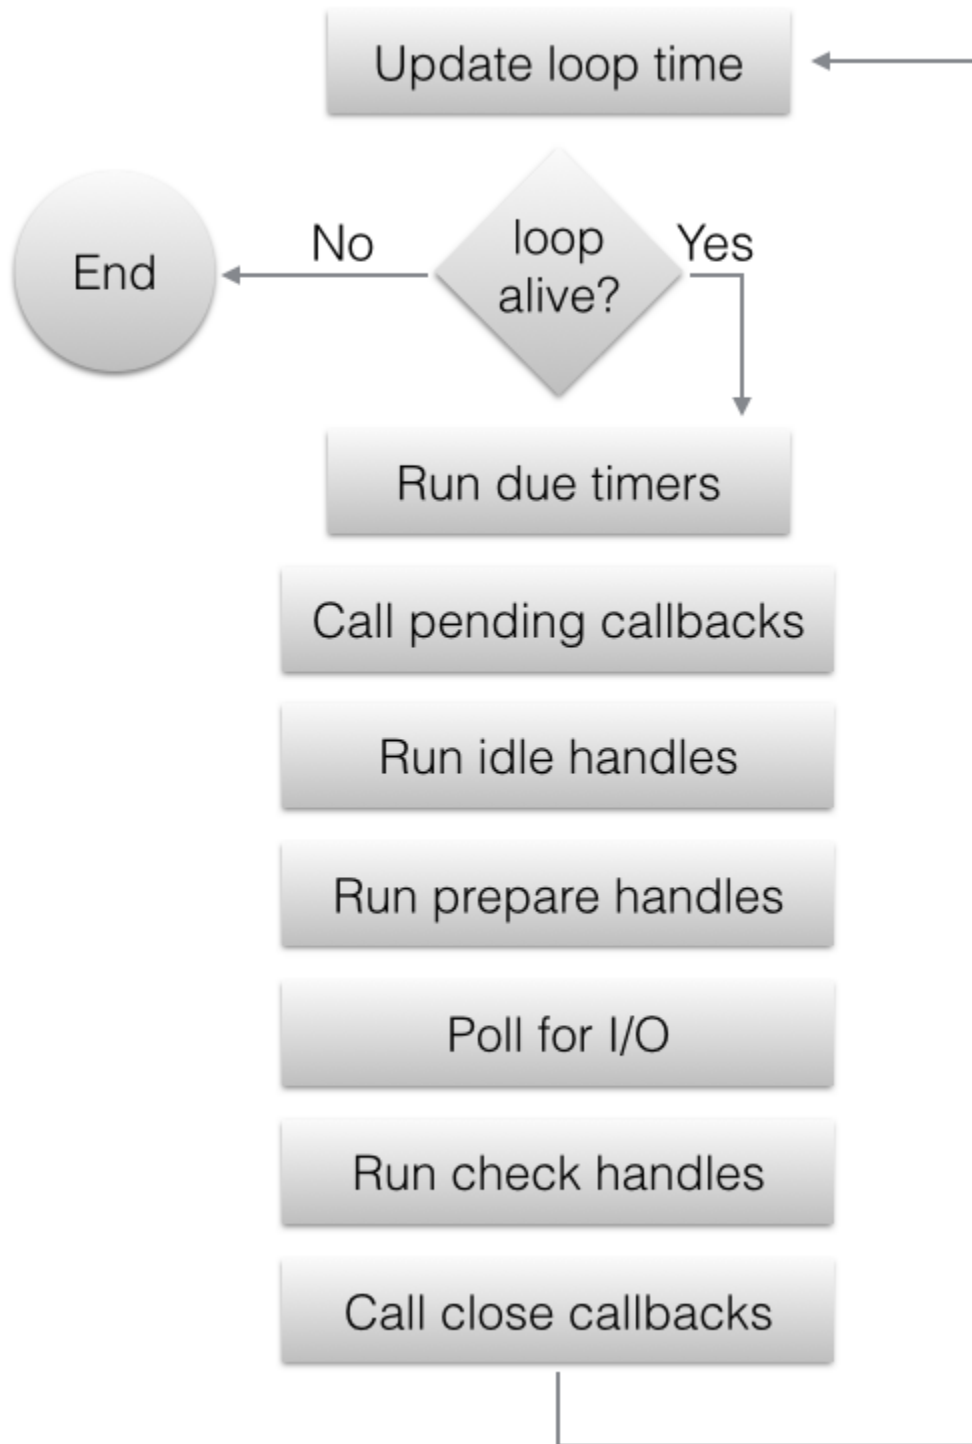 Update loop time
No
loop
alive?
Yes
End
Run due timers
Call pending callbacks
Run idle handles
Run prepare handles
Poll for I/O
Run check handles
Call close callbacks